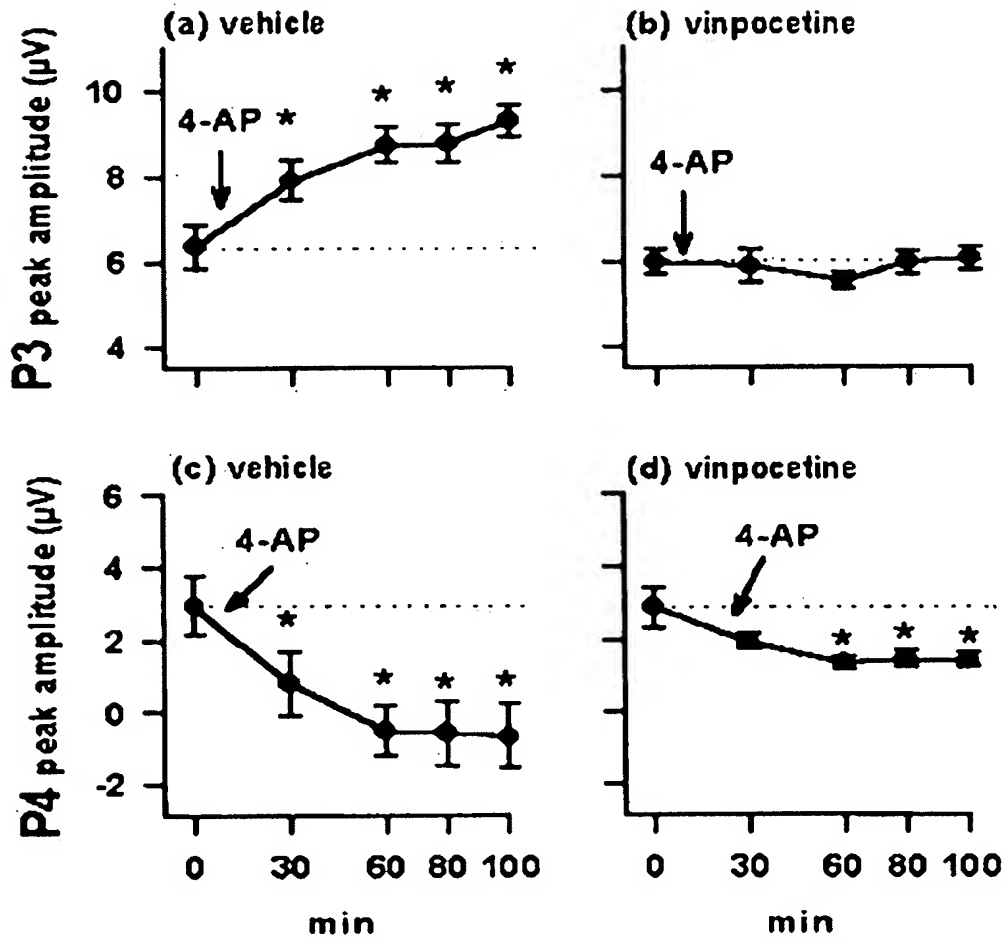 (a) vehicle
P3 peak amplitude (µV)
10
8
6
4
4-AP *
* * *
(b) vinpocetine
4-AP
(c) vehicle
P4 peak amplitude (µV)
6
4
2
0
-2
4-AP
*
* * *
0 30 60 80 100
min
(d) vinpocetine
4-AP
* * *
0 30 60 80 100
min